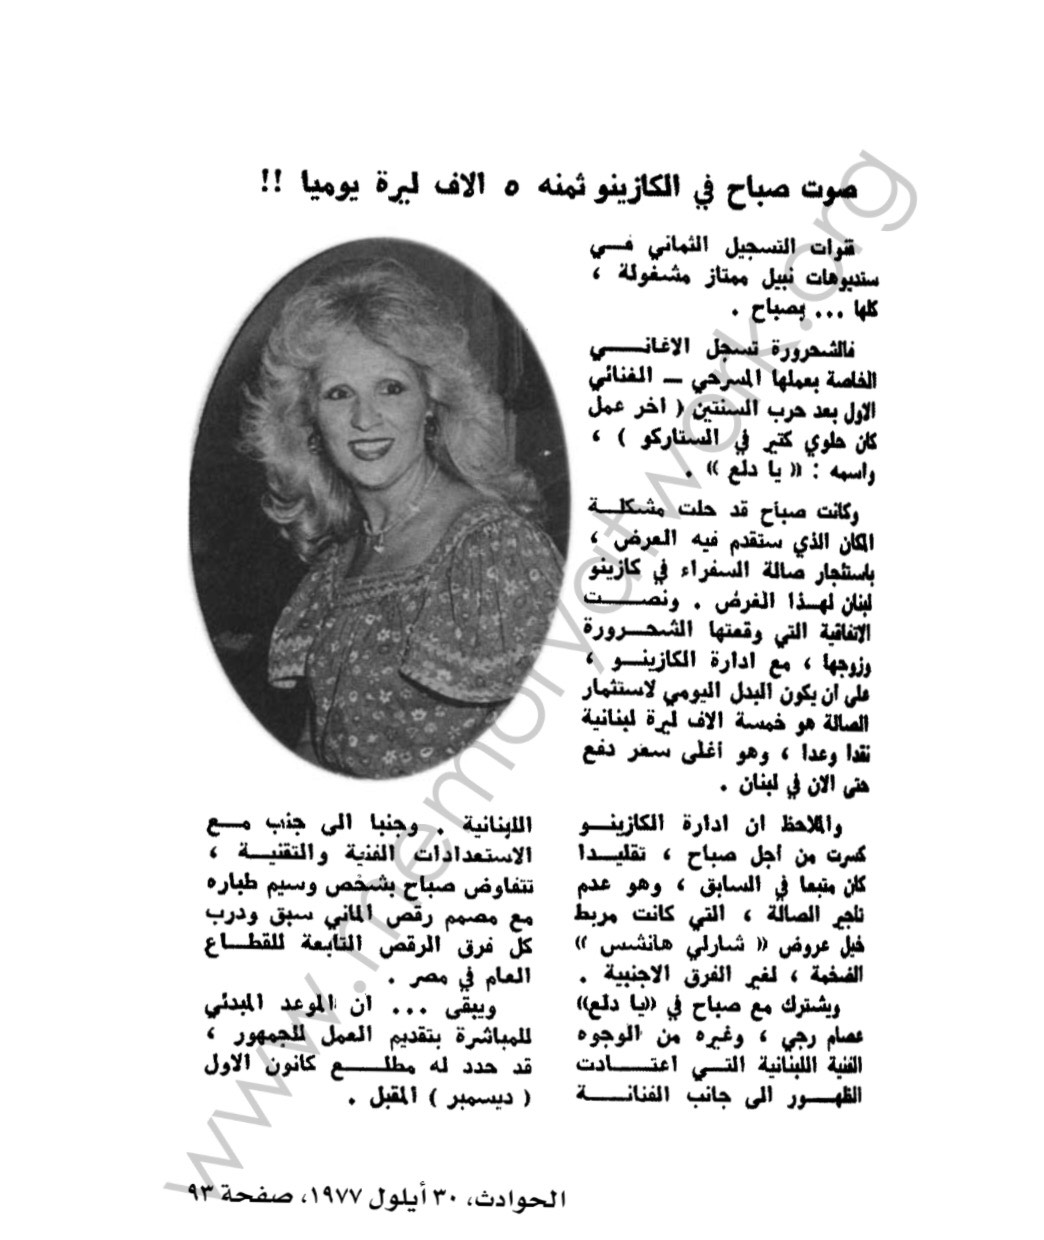 صوت صباح في الكازينو ثمنه ٥ الاف ليرة يوميا !!
قنوات التسجيل الثماني في
ستديوهات نبيل ممتاز مشغولة ،
كلها ... بصباح .
فالشحرورة تسجل الاغاني
الخاصة بعملها المسرحي ــ الغنائي
الاول بعد حرب السنتين ( اخر عمل
كان حلوي كتير في الستاركو ) ،
واسمه : « يا دلع » .
وكانت صباح قد حلت مشكلة
المكان الذي ستقدم فيه العرض ،
باستئجار صالة السفراء في كازينو
لبنان لهذا الغرض . ونصت
الاتفاقية التي وقعتها الشحرورة
وزوجها ، مع ادارة الكازينو ،
على ان يكون البدل اليومي لاستثمار
الصالة هو خمسة الاف ليرة لبنانية
نقدا وعدا ، وهو أغلى سعر دفع
حتى الان في لبنان .
والملاحظ ان ادارة الكازينو
كسرت من أجل صباح ، تقليدا
كان متبعا في السابق ، وهو عدم
تاجير الصالة ، التي كانت مربط
خيل عروض « شارلي هانشس »
الضخمة ، لغير الفرق الاجنبية .
ويشترك مع صباح في «يا دلع»
عصام رجي ، وغيره من الوجوه
الفنية اللبنانية التي اعتادت
الظهور الى جانب الفنانة
اللبنانية . وجنبا الى جنب مع
الاستعدادات الفنية والتقنية ،
تتفاوض صباح بشخص وسيم طباره
مع مصمم رقص الماني سبق ودرب
كل فرق الرقص التابعة للقطاع
العام في مصر .
ويبقى ... ان الموعد المبدئي
للمباشرة بتقديم العمل للجمهور ،
قد حدد له مطلع كانون الاول
( ديسمبر ) المقبل .
الحوادث، ٣٠ أيلول ١٩٧٧، صفحة ٩٣
www.memoryatwork.org